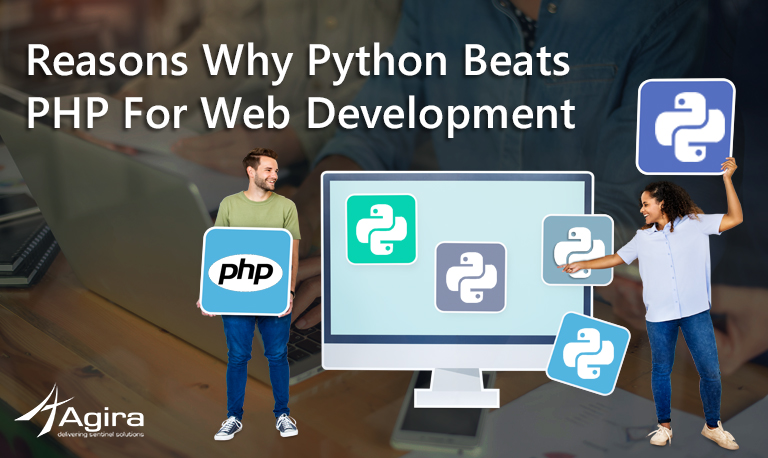 Reasons Why Python Beats
PHP For Web Development
php
Agira
delivering sentinel solutions